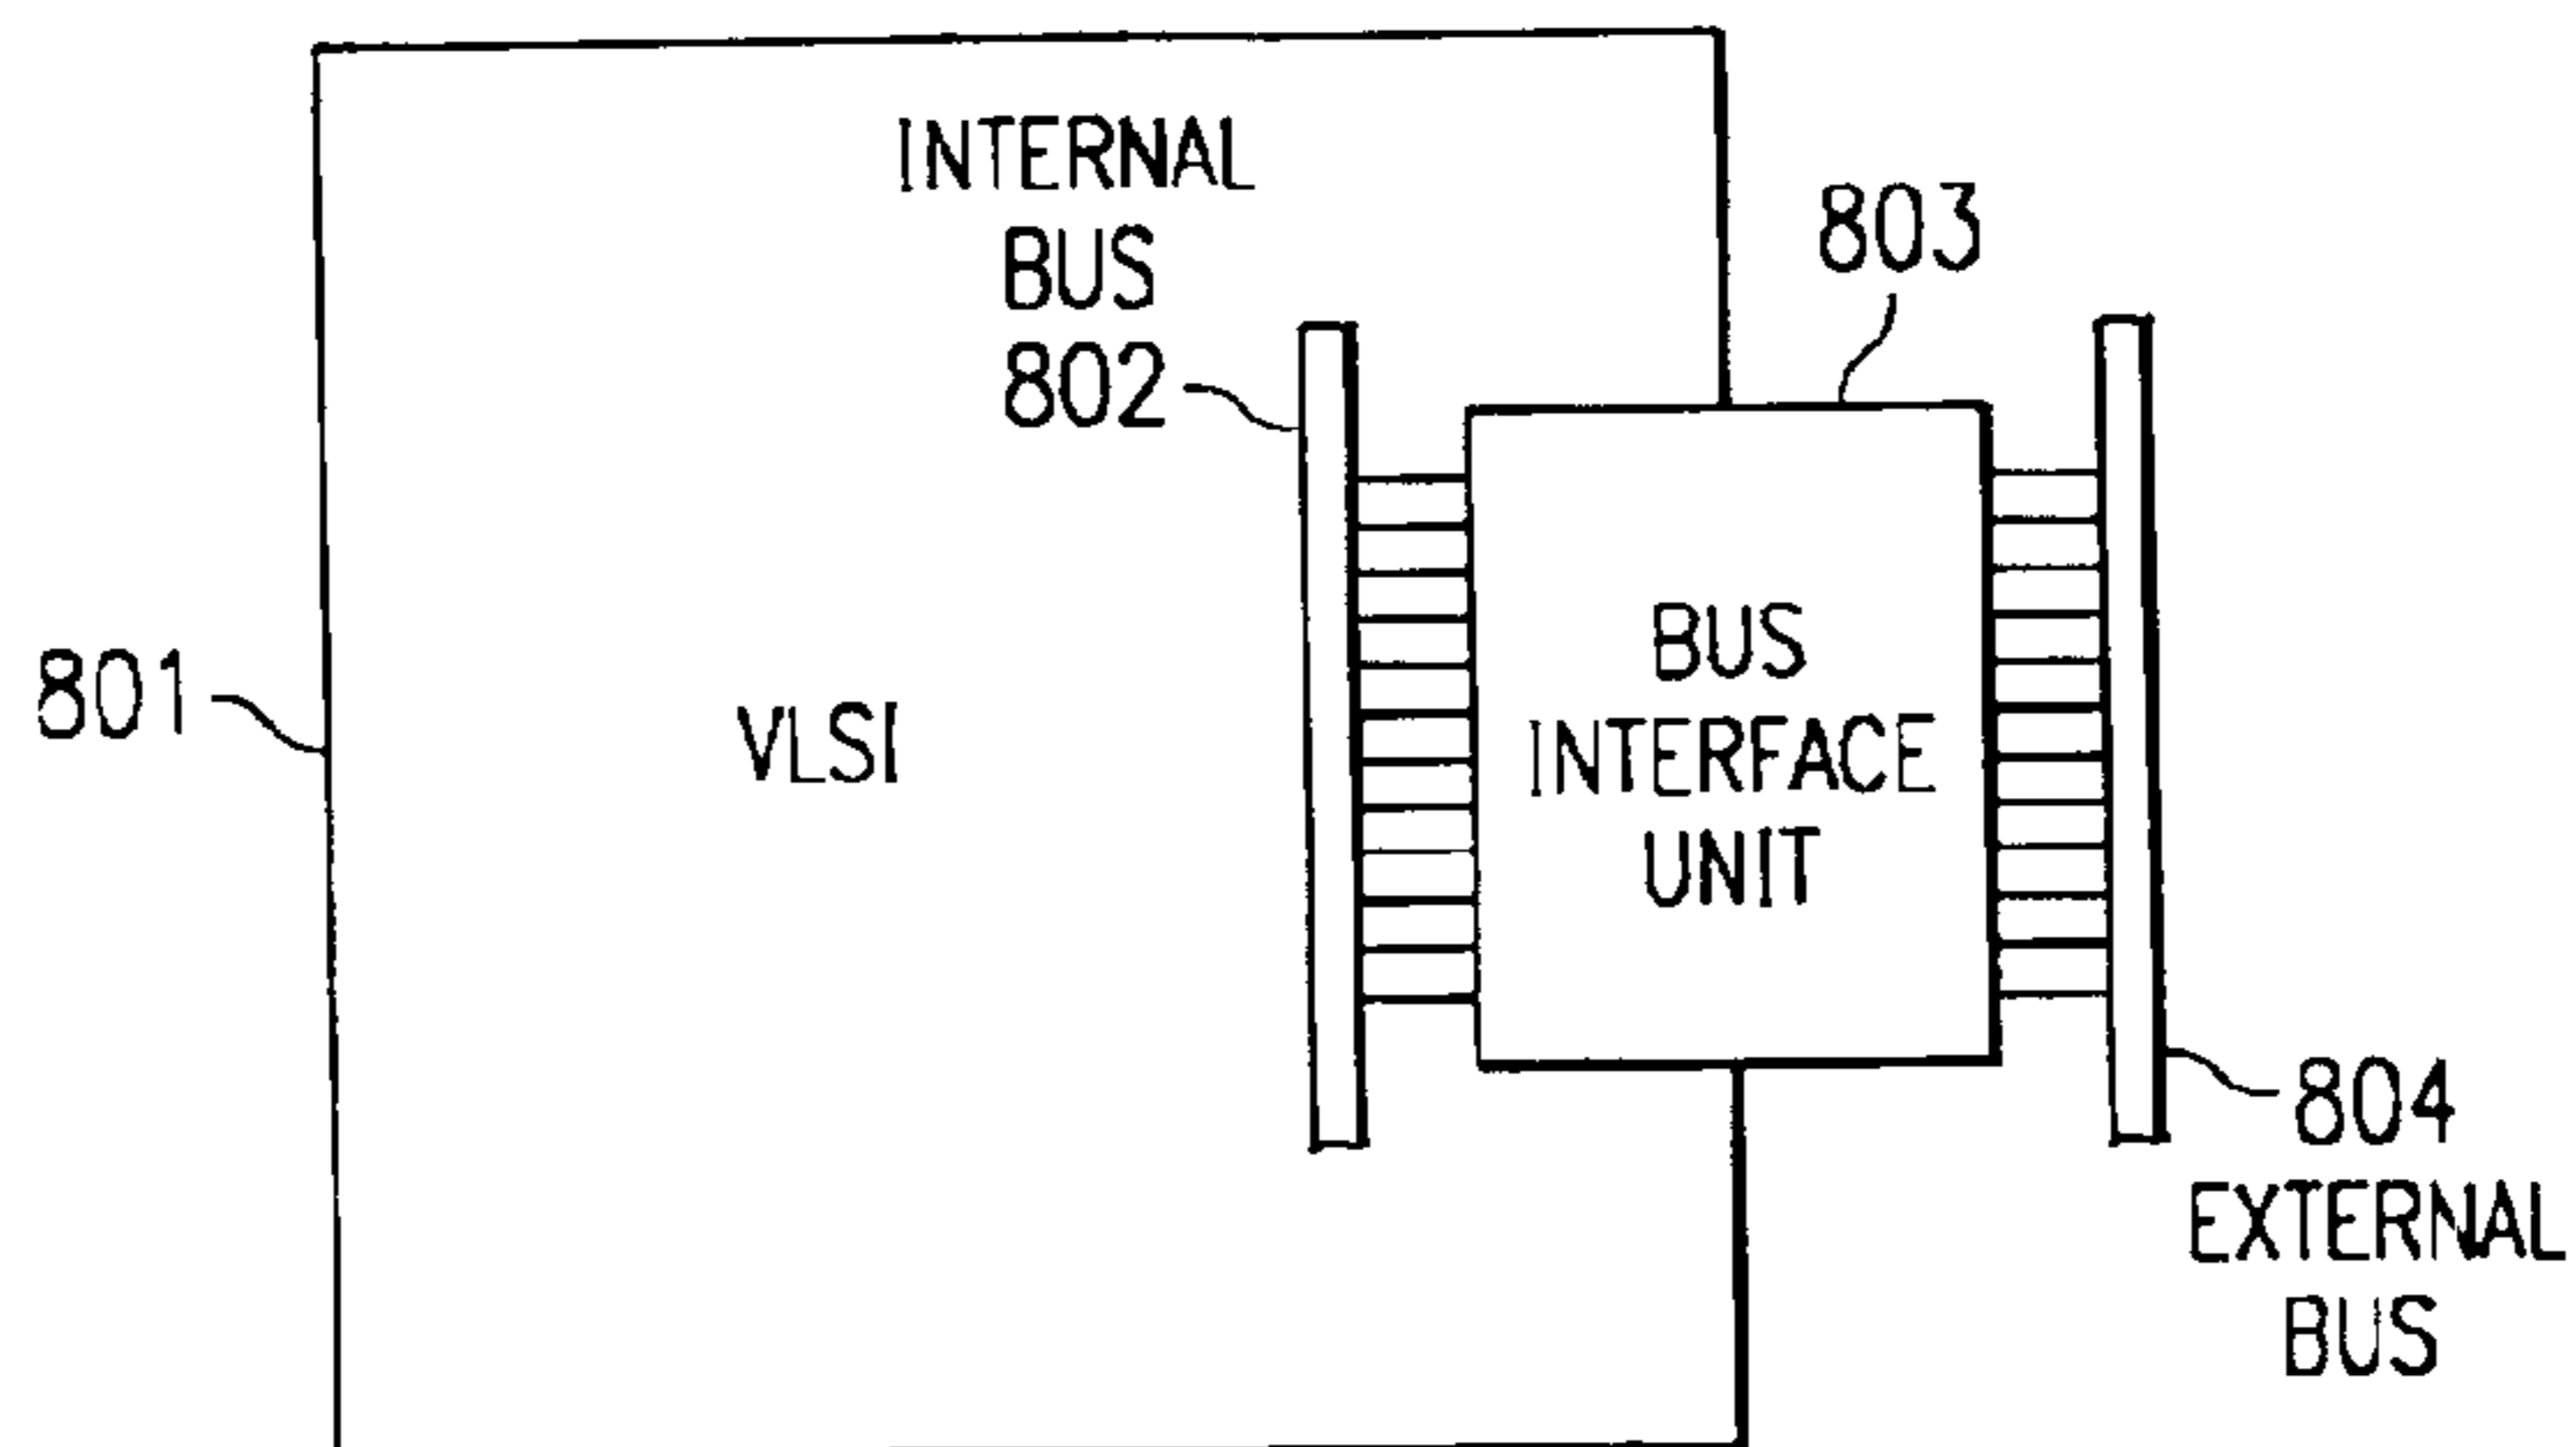 INTERNAL
BUS
802
803
801
VLSI
BUS
INTERFACE
UNIT
804
EXTERNAL
BUS